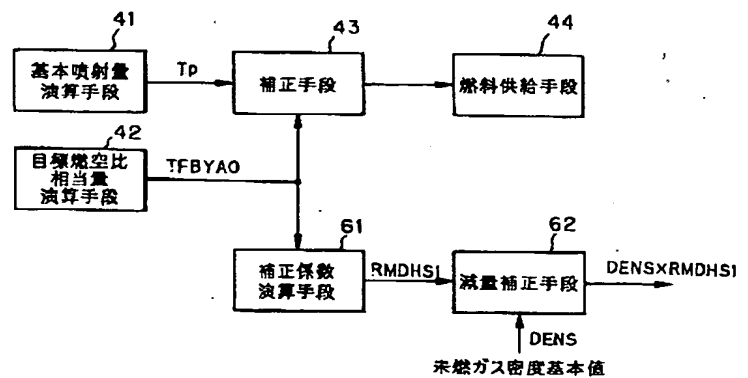 41
基本噴射量
演算手段
Tp
43
補正手段
44
燃料供給手段
42
目標燃空比
相当量
演算手段
TFBYA0
61
補正係数
演算手段
RMDHS1
62
減量補正手段
DENS×RMDHS1
DENS
未燃ガス密度基本値